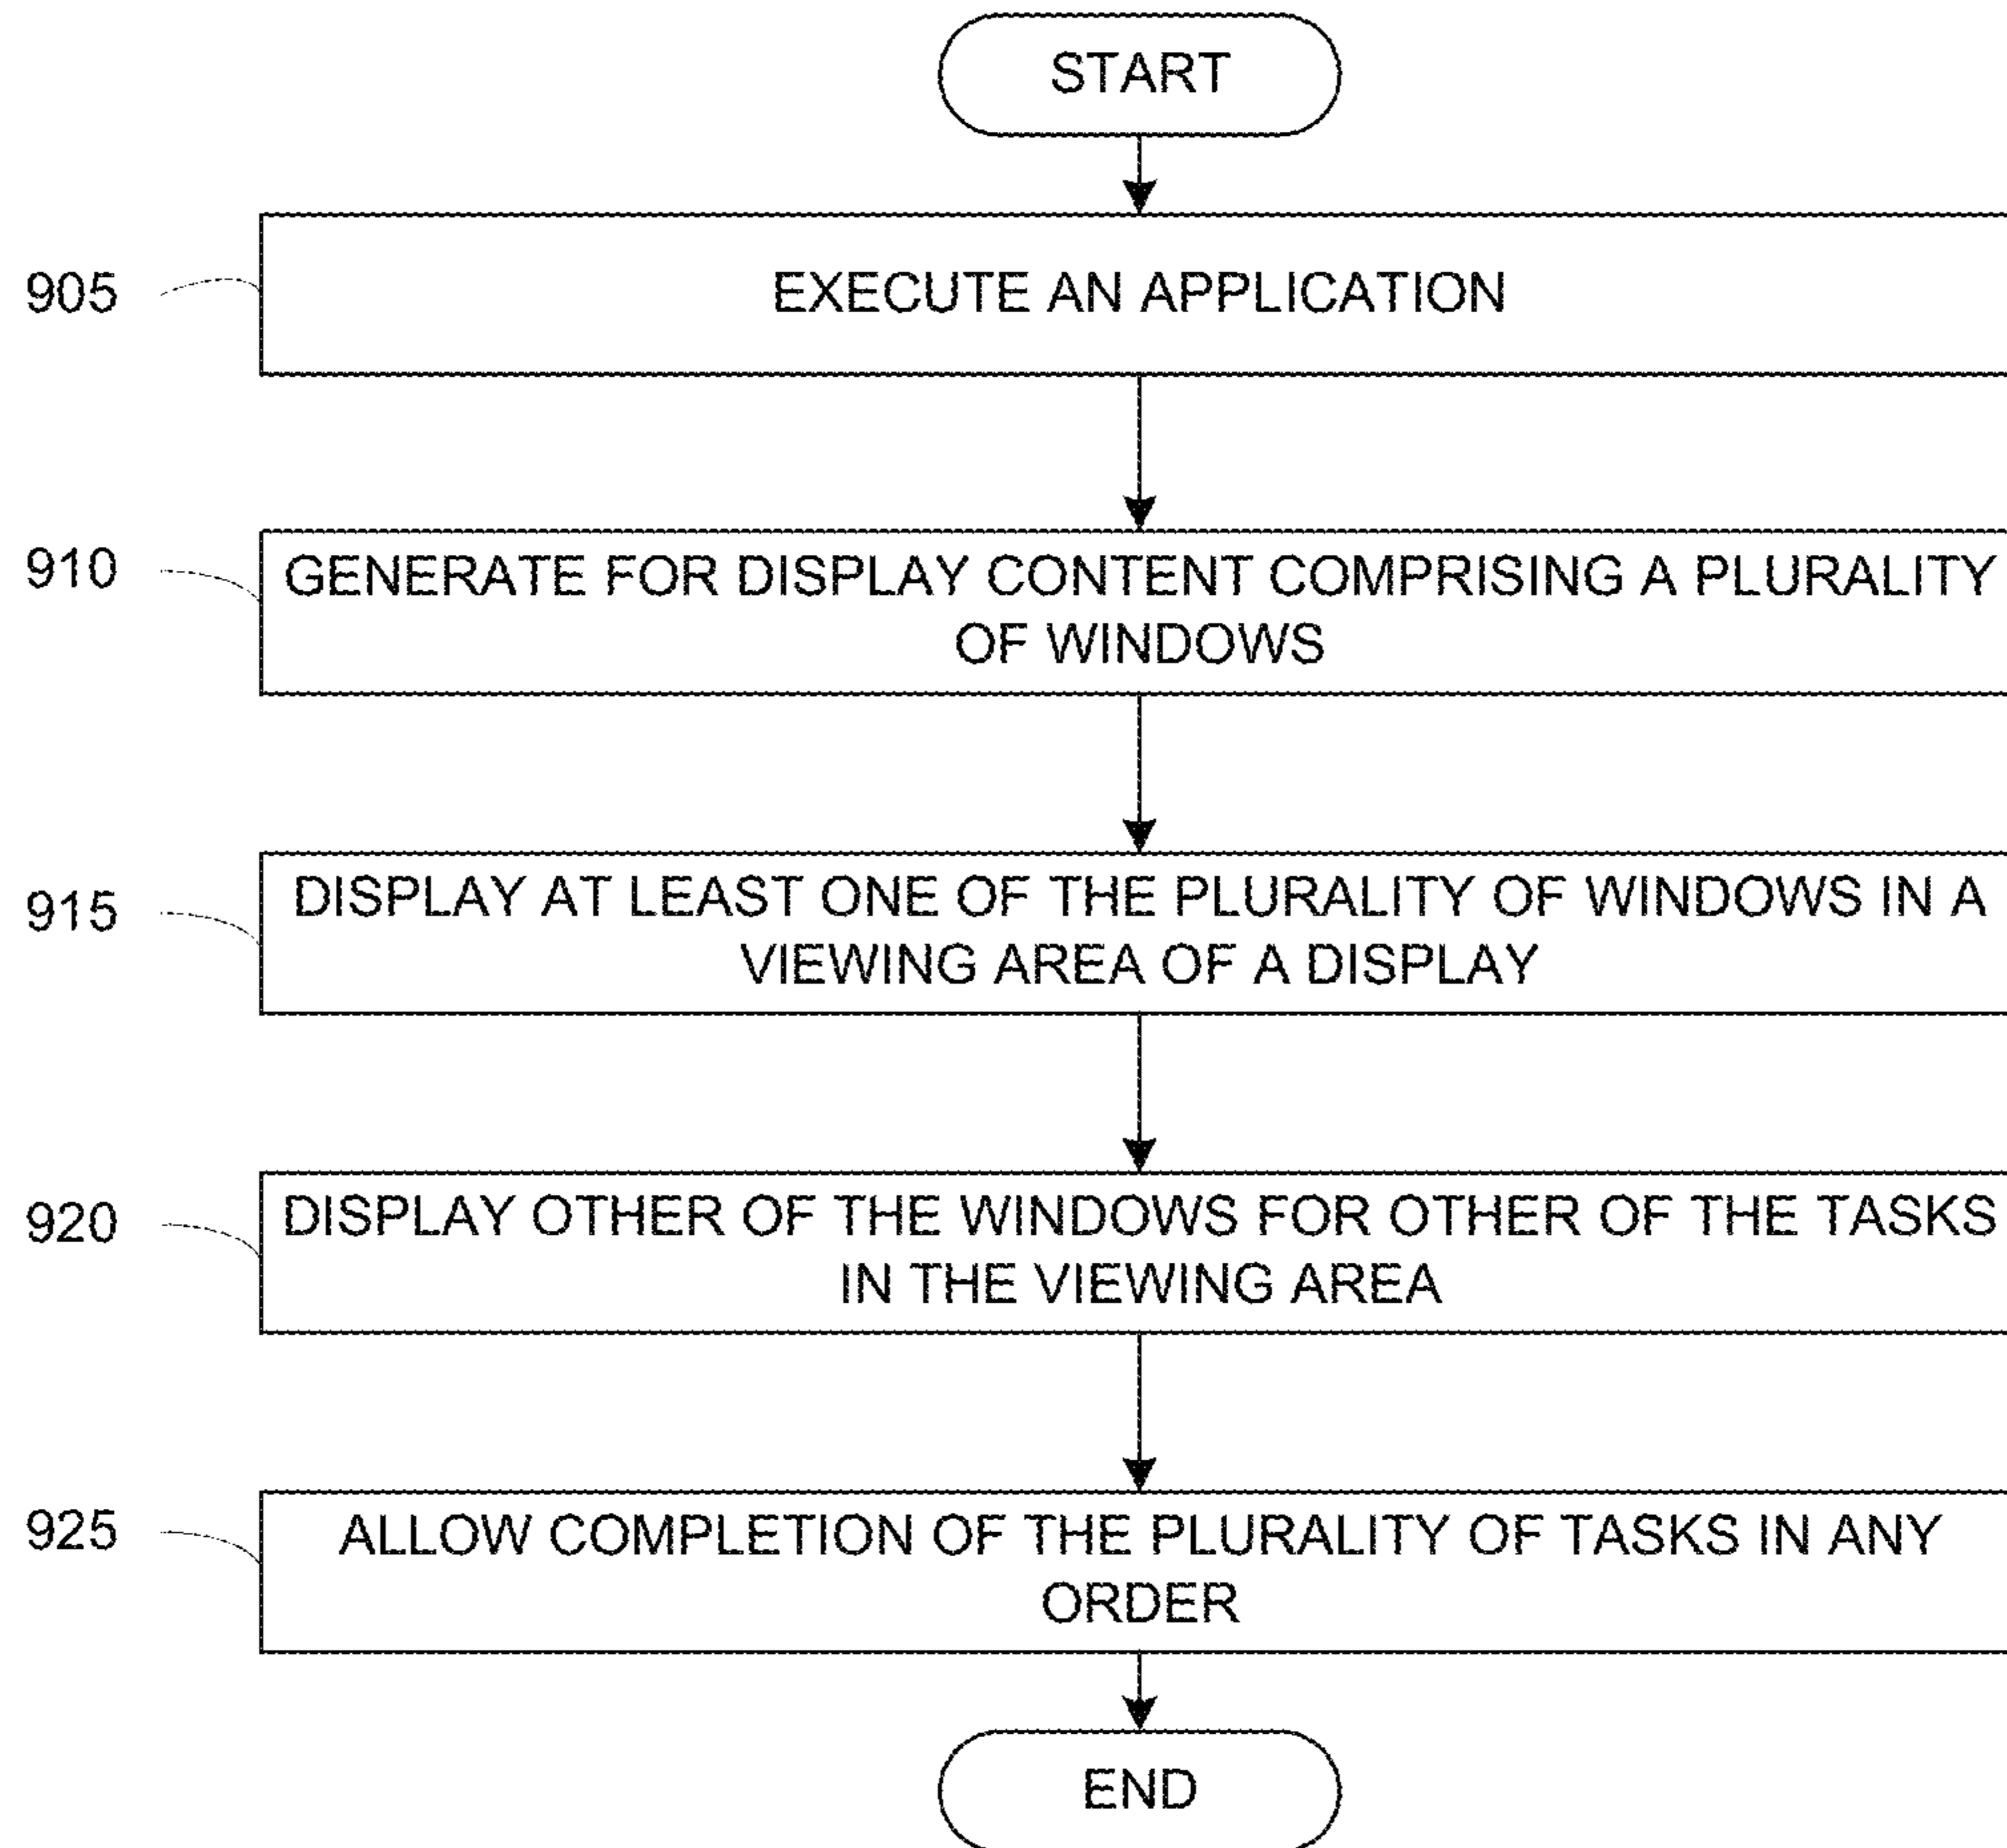 START
905
EXECUTE AN APPLICATION
910
GENERATE FOR DISPLAY CONTENT COMPRISING A PLURALITY
OF WINDOWS
915
DISPLAY AT LEAST ONE OF THE PLURALITY OF WINDOWS IN A
VIEWING AREA OF A DISPLAY
920
DISPLAY OTHER OF THE WINDOWS FOR OTHER OF THE TASKS
IN THE VIEWING AREA
925
ALLOW COMPLETION OF THE PLURALITY OF TASKS IN ANY
ORDER
END